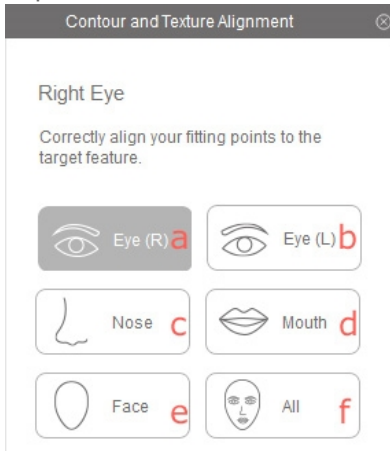 Contour and Texture Alignment
Right Eye
Correctly align your fitting points to the
target feature.
Eye (R) a
Eye (L) b
Nose c
Mouth d
Face e
All f